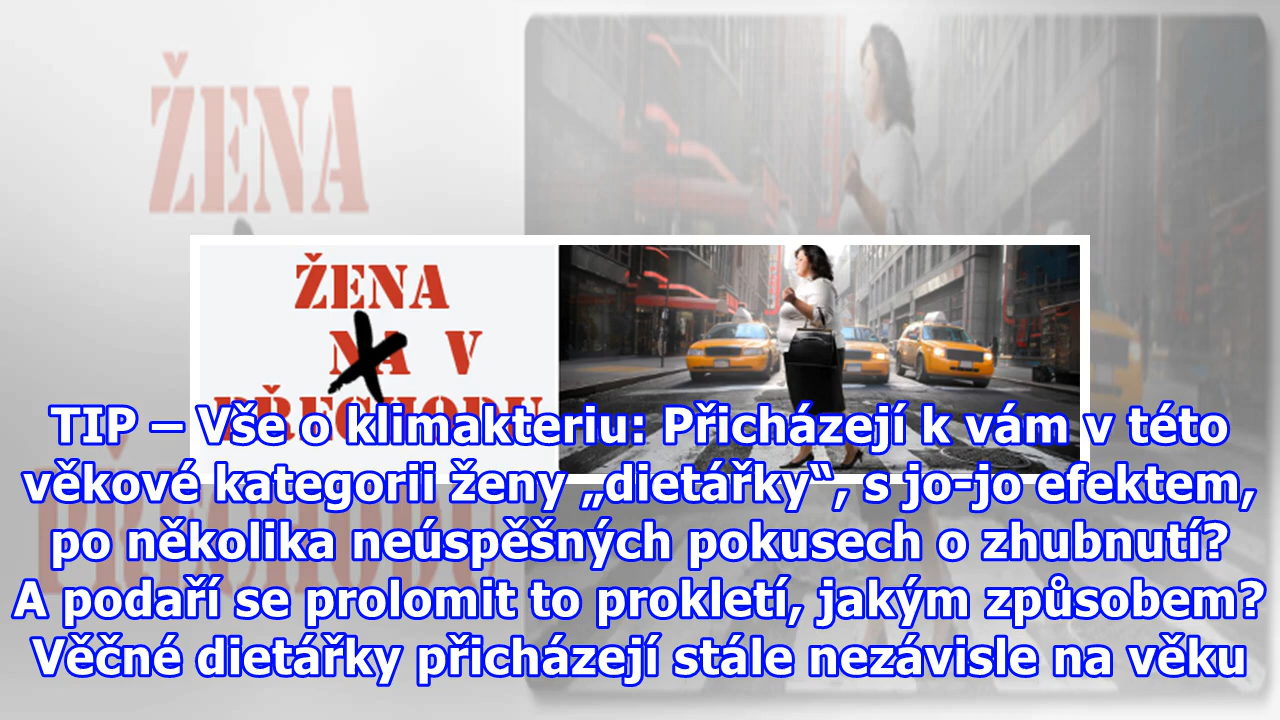 ŽENA
NA V
PŘECHODU
TIP – Vše o klimakteriu: Přicházejí k vám v této
věkové kategorii ženy „dietářky“, s jo-jo efektem,
po několika neúspěšných pokusech o zhubnutí?
A podaří se prolomit to prokletí, jakým způsobem?
Věčné dietářky přicházejí stále nezávisle na věku